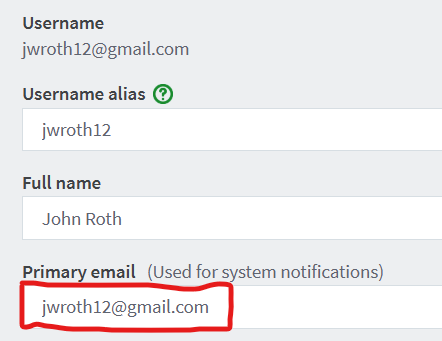 Username
jwroth12@gmail.com
Username alias ?
jwroth12
Full name
John Roth
Primary email (Used for system notifications)
jwroth12@gmail.com